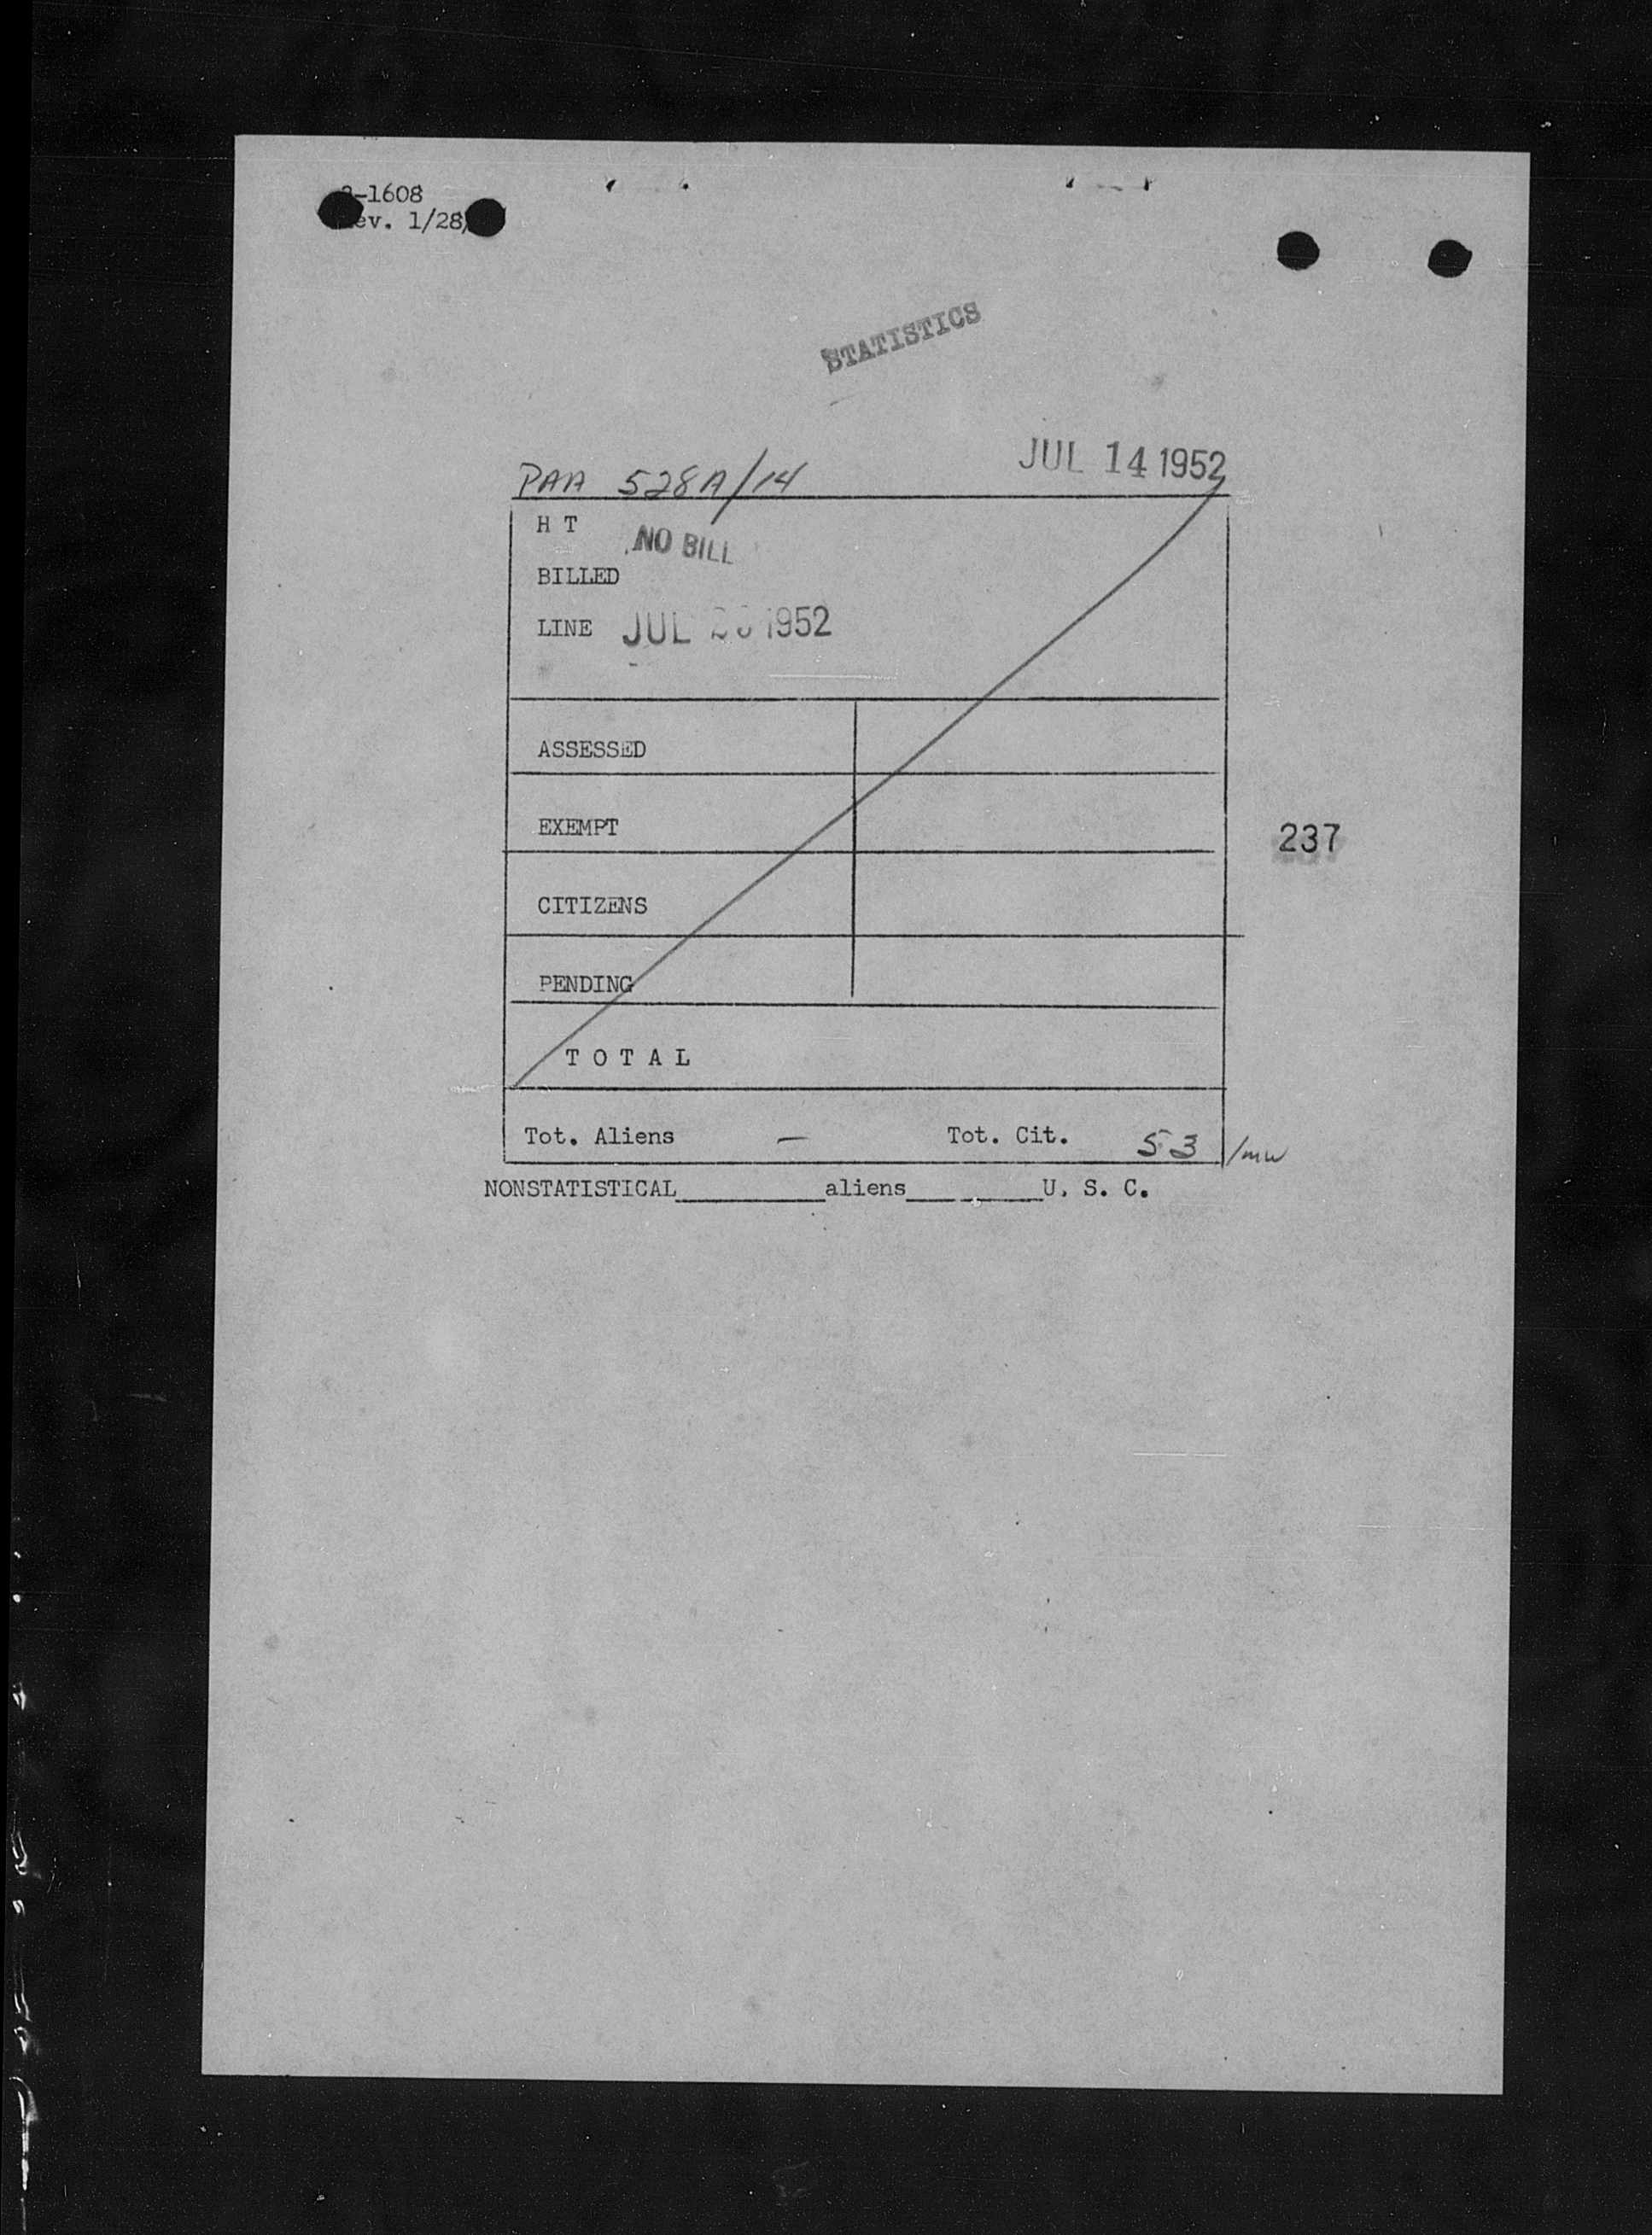 -1608
ev. 1/28/
STATISTICS
PAA 528A/14 JUL 14 1952
H T
NO BILL
BILLED
LINE JUL 1952
ASSESSED
EXEMPT
237
CITIZENS
PENDING
T O T A L
Tot. Aliens — Tot. Cit. 53 /mw
NONSTATISTICAL aliens U. S. C.